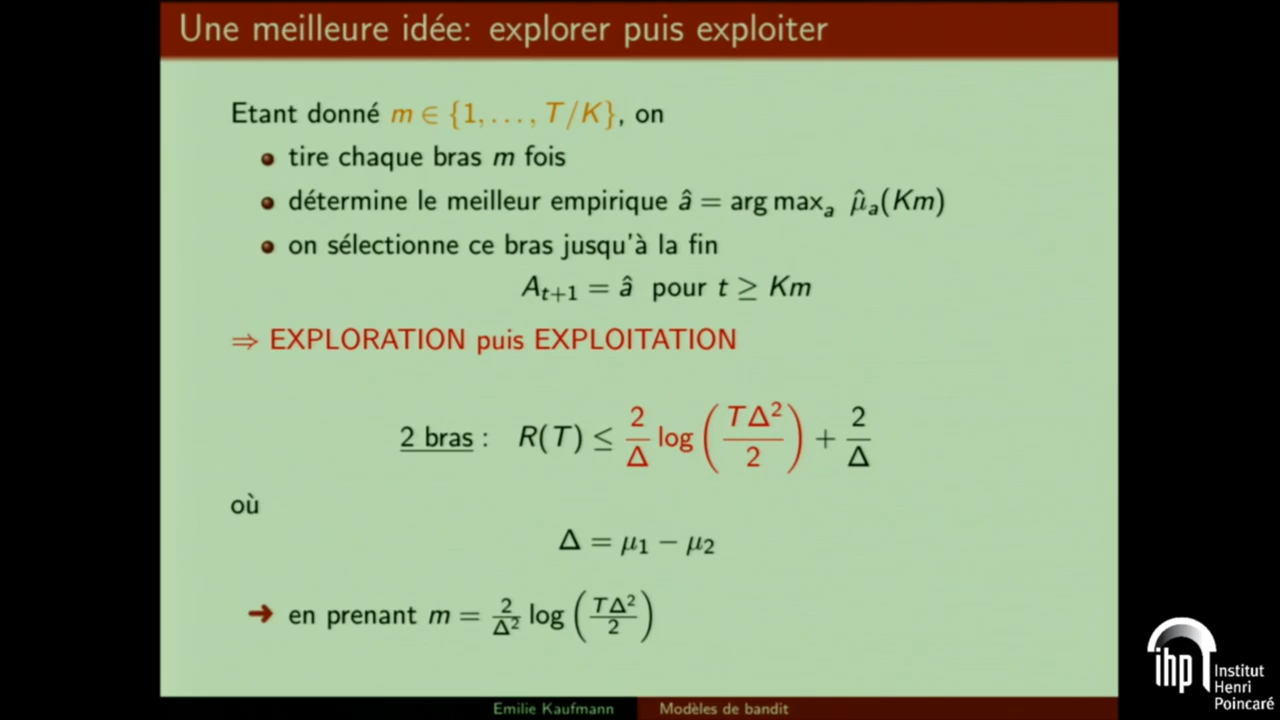 Une meilleure idée: explorer puis exploiter
Etant donné m ∈ {1, . . . , T/K}, on
tire chaque bras m fois
détermine le meilleur empirique â = arg maxₐ μ̂ₐ(Km)
on sélectionne ce bras jusqu'à la fin
Aₜ₊₁ = â pour t ≥ Km
⇒ EXPLORATION puis EXPLOITATION
2 bras : R(T) ≤ 2/Δ log (TΔ²/2) + 2/Δ
où
Δ = μ₁ − μ₂
➜ en prenant m = 2/Δ² log (TΔ²/2)
Emilie Kaufmann Modèles de bandit
ihp Institut
Henri
Poincaré